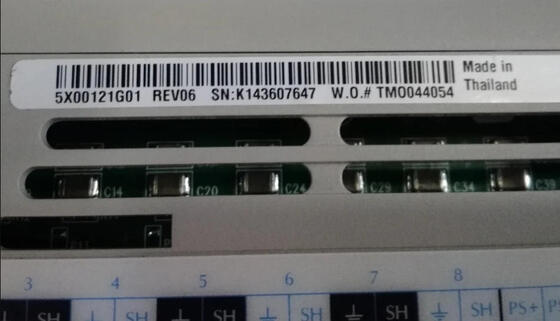 5X00121G01 REV06 SN:K143607647 W.O.# TMO044054
Made in
Thailand
C14 C20 C24 C29 C34
3 4 5 6 7 8
SH SH SH SH SH SH PS+